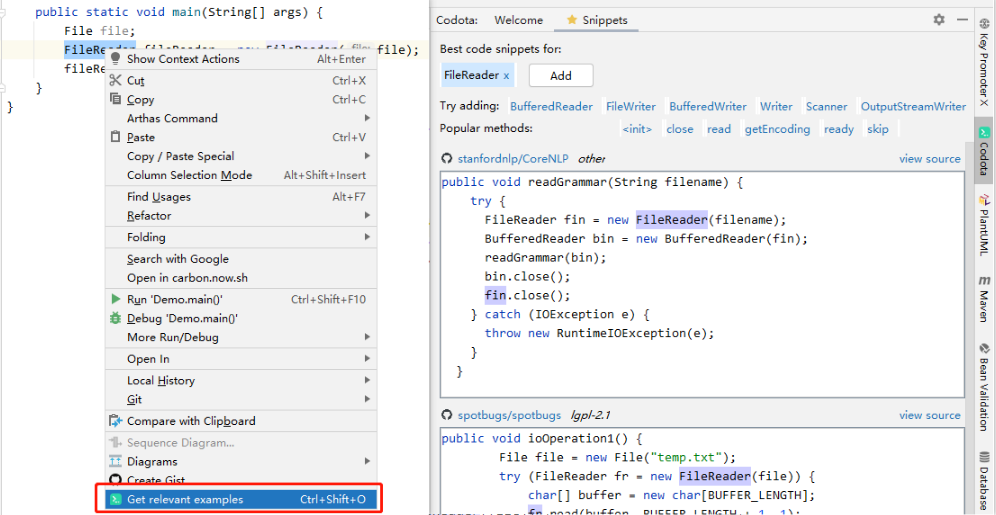 public static void main(String[] args) {
File file;
FileReader fileReader = new FileReader( file: file);
fileRe
}
}
Show Context Actions Alt+Enter
Cut Ctrl+X
Copy Ctrl+C
Arthas Command
Paste Ctrl+V
Copy / Paste Special
Column Selection Mode Alt+Shift+Insert
Find Usages Alt+F7
Refactor
Folding
Search with Google
Open in carbon.now.sh
Run 'Demo.main()' Ctrl+Shift+F10
Debug 'Demo.main()'
More Run/Debug
Open In
Local History
Git
Compare with Clipboard
Sequence Diagram...
Diagrams
Create Gist
Get relevant examples Ctrl+Shift+O
Codota: Welcome Snippets
Best code snippets for:
FileReader x Add
Try adding: BufferedReader FileWriter BufferedWriter Writer Scanner OutputStreamWriter
Popular methods: <init> close read getEncoding ready skip
stanfordnlp/CoreNLP other view source
public void readGrammar(String filename) {
try {
FileReader fin = new FileReader(filename);
BufferedReader bin = new BufferedReader(fin);
readGrammar(bin);
bin.close();
fin.close();
} catch (IOException e) {
throw new RuntimeIOException(e);
}
}
spotbugs/spotbugs lgpl-2.1 view source
public void ioOperation1() {
File file = new File("temp.txt");
try (FileReader fr = new FileReader(file)) {
char[] buffer = new char[BUFFER_LENGTH];
fr.read(buffer, BUFFER_LENGTH + 1, 1);
Key Promoter X
Codota
PlantUML
Maven
Bean Validation
Database